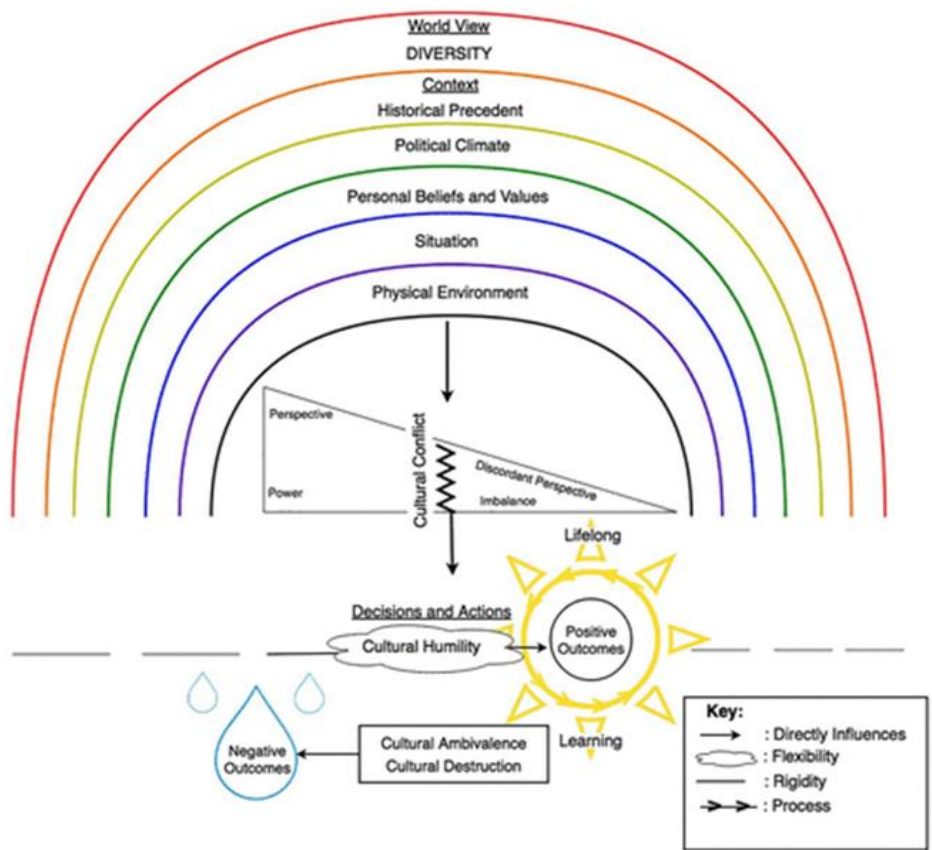 World View
DIVERSITY
Context
Historical Precedent
Political Climate
Personal Beliefs and Values
Situation
Physical Environment
Perspective
Power
Cultural Conflict
Discordant Perspective
Imbalance
Lifelong
Decisions and Actions
Cultural Humility
Positive
Outcomes
Learning
Negative
Outcomes
Cultural Ambivalence
Cultural Destruction
Key:
: Directly Influences
: Flexibility
: Rigidity
: Process